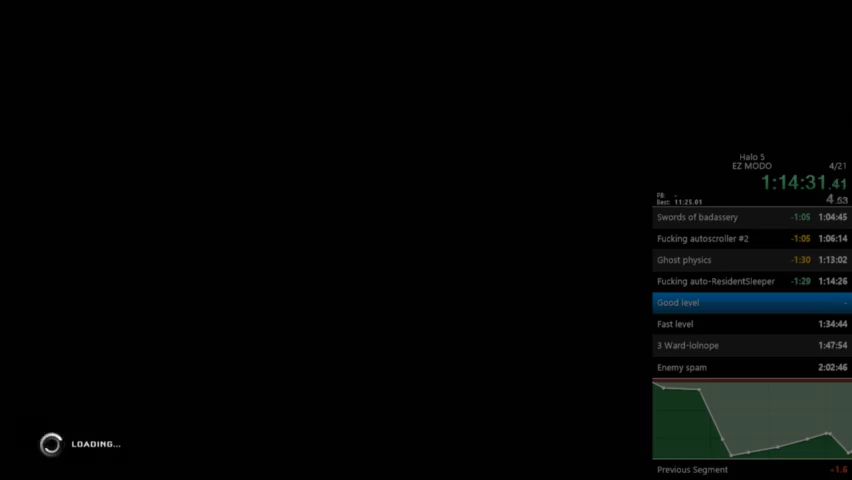 Halo 5
EZ MODO 4/21
1:14:31.41
PB: - 4.53
Best: 11:25.01
Swords of badassery -1:05 1:04:45
Fucking autoscroller #2 -1:05 1:06:14
Ghost physics -1:30 1:13:02
Fucking auto-ResidentSleeper -1:29 1:14:26
Good level -
Fast level 1:34:44
3 Ward-lolnope 1:47:54
Enemy spam 2:02:46
LOADING...
Previous Segment -1.6